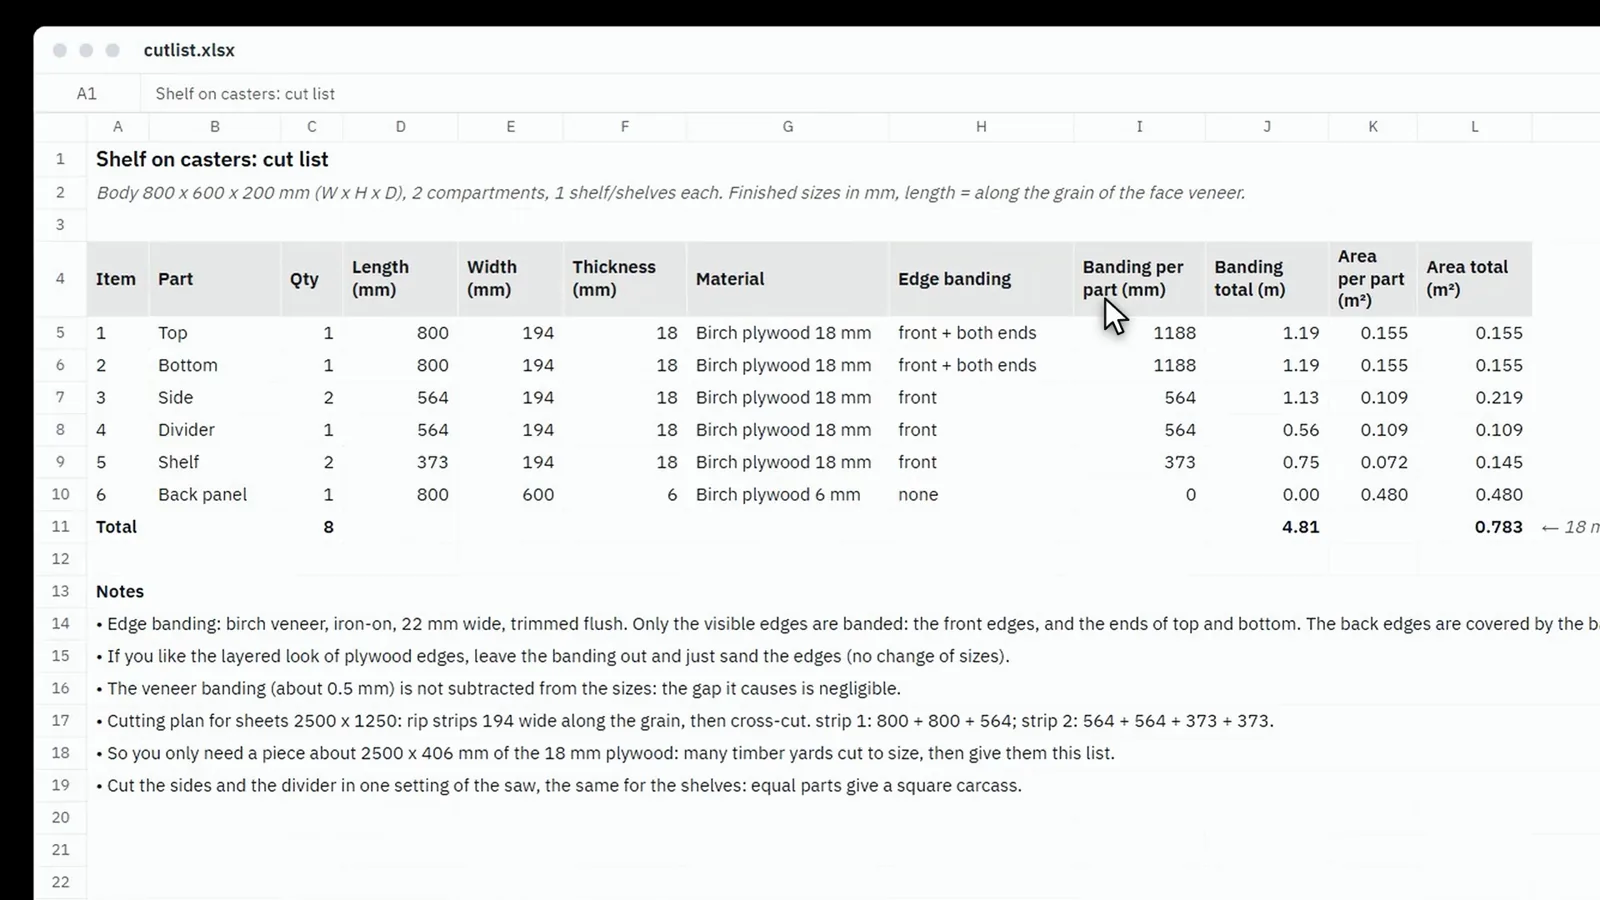 cutlist.xlsx
A1 Shelf on casters: cut list
A B C D E F G H I J K L
1 Shelf on casters: cut list
2 Body 800 x 600 x 200 mm (W x H x D), 2 compartments, 1 shelf/shelves each. Finished sizes in mm, length = along the grain of the face veneer.
3
4 Item Part Qty Length (mm) Width (mm) Thickness (mm) Material Edge banding Banding per part (mm) Banding total (m) Area per part (m²) Area total (m²)
5 1 Top 1 800 194 18 Birch plywood 18 mm front + both ends 1188 1.19 0.155 0.155
6 2 Bottom 1 800 194 18 Birch plywood 18 mm front + both ends 1188 1.19 0.155 0.155
7 3 Side 2 564 194 18 Birch plywood 18 mm front 564 1.13 0.109 0.219
8 4 Divider 1 564 194 18 Birch plywood 18 mm front 564 0.56 0.109 0.109
9 5 Shelf 2 373 194 18 Birch plywood 18 mm front 373 0.75 0.072 0.145
10 6 Back panel 1 800 600 6 Birch plywood 6 mm none 0 0.00 0.480 0.480
11 Total 8 4.81 0.783 ← 18
12
13 Notes
14 • Edge banding: birch veneer, iron-on, 22 mm wide, trimmed flush. Only the visible edges are banded: the front edges, and the ends of top and bottom. The back edges are covered by the
15 • If you like the layered look of plywood edges, leave the banding out and just sand the edges (no change of sizes).
16 • The veneer banding (about 0.5 mm) is not subtracted from the sizes: the gap it causes is negligible.
17 • Cutting plan for sheets 2500 x 1250: rip strips 194 wide along the grain, then cross-cut. strip 1: 800 + 800 + 564; strip 2: 564 + 564 + 373 + 373.
18 • So you only need a piece about 2500 x 406 mm of the 18 mm plywood: many timber yards cut to size, then give them this list.
19 • Cut the sides and the divider in one setting of the saw, the same for the shelves: equal parts give a square carcass.
20
21
22